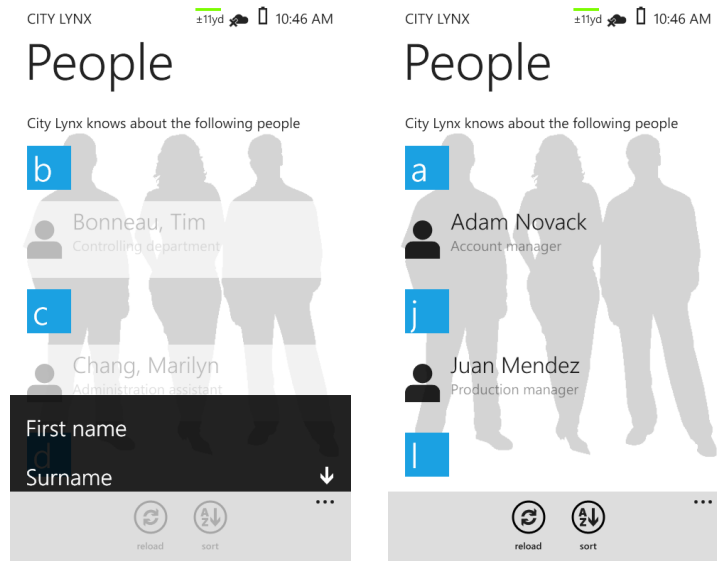 CITY LYNX ±11yd 10:46 AM
People
City Lynx knows about the following people
b
Bonneau, Tim
Controlling department
c
Chang, Marilyn
Administration assistant
d
First name
Surname
A
Z
reload sort
CITY LYNX ±11yd 10:46 AM
People
City Lynx knows about the following people
a
Adam Novack
Account manager
j
Juan Mendez
Production manager
l
A
Z
reload sort